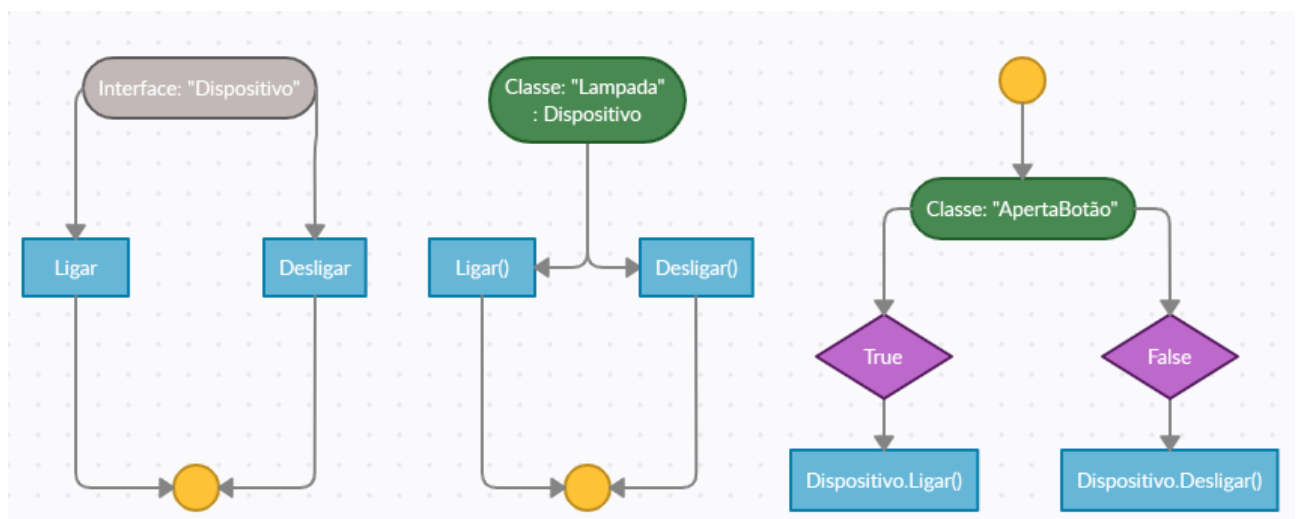 Interface: "Dispositivo"
Ligar
Desligar
Classe: "Lampada"
: Dispositivo
Ligar()
Desligar()
Classe: "ApertaBotão"
True
False
Dispositivo.Ligar()
Dispositivo.Desligar()